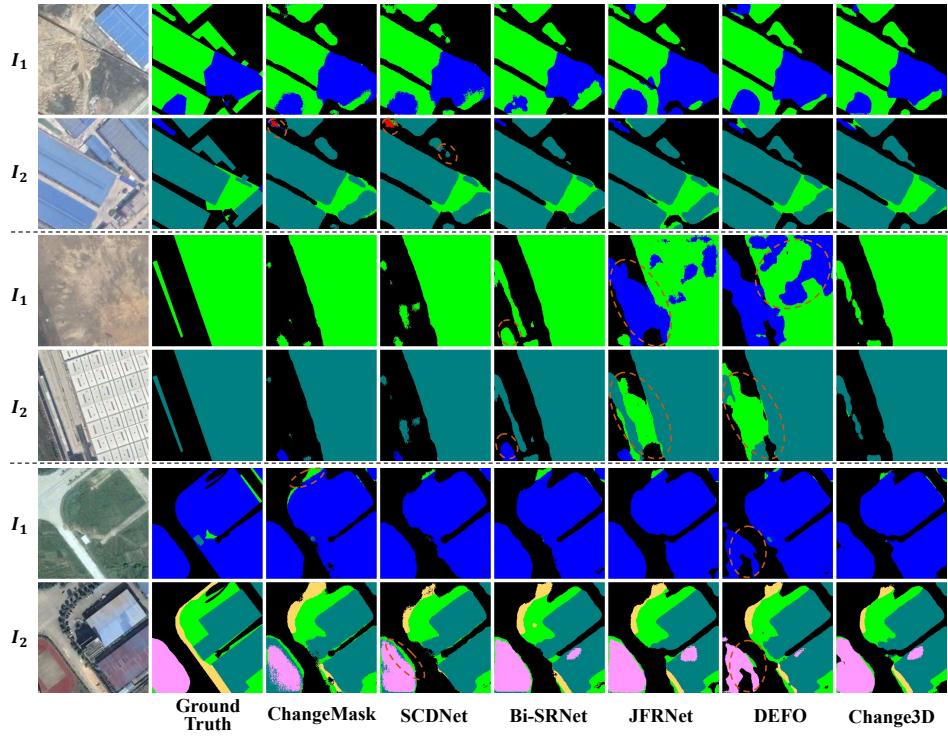 I₁
I₂
I₁
I₂
I₁
I₂
Ground
Truth
ChangeMask
SCDNet
Bi-SRNet
JFRNet
DEFO
Change3D